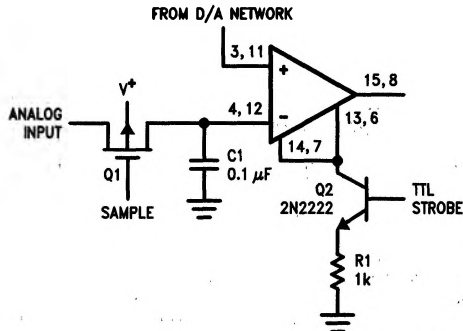 FROM D/A NETWORK
3, 11
+
15, 8
V+
4, 12
-
13, 6
ANALOG
INPUT
14, 7
C1
0.1 μF
Q1
Q2
2N2222
TTL
STROBE
SAMPLE
R1
1k